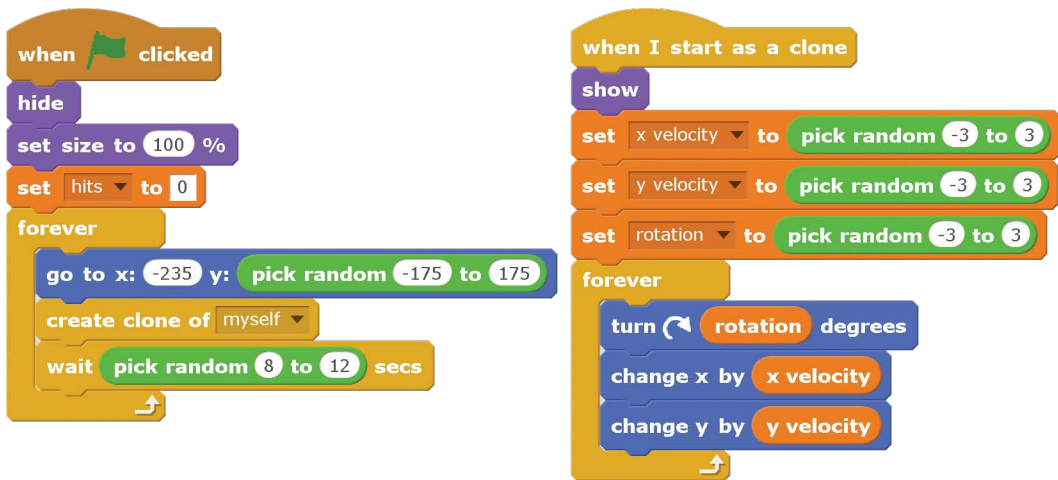 when clicked
hide
set size to 100 %
set hits to 0
forever
go to x: -235 y: pick random -175 to 175
create clone of myself
wait pick random 8 to 12 secs
when I start as a clone
show
set x velocity to pick random -3 to 3
set y velocity to pick random -3 to 3
set rotation to pick random -3 to 3
forever
turn rotation degrees
change x by x velocity
change y by y velocity